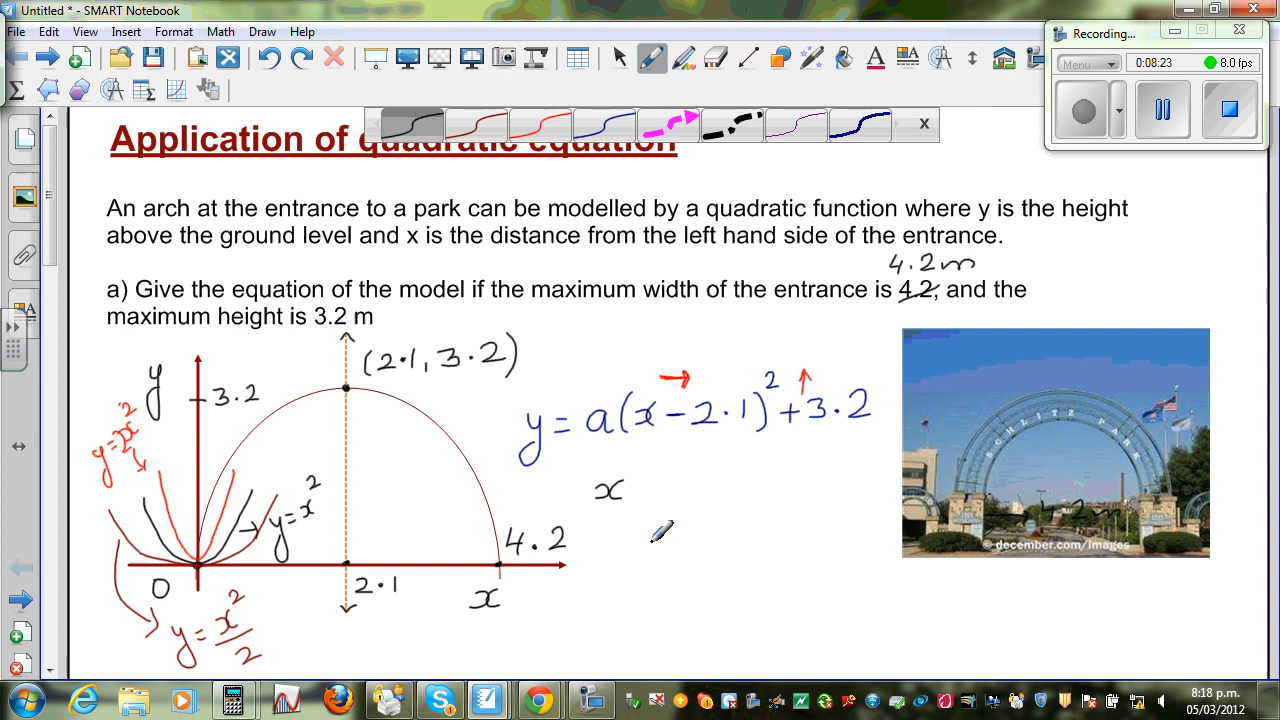 Untitled * - SMART Notebook
File Edit View Insert Format Math Draw Help
Recording...
Menu
0:08:23
8.0 fps
x
Application of quadratic equation
An arch at the entrance to a park can be modelled by a quadratic function where y is the height
above the ground level and x is the distance from the left hand side of the entrance.
4.2m
a) Give the equation of the model if the maximum width of the entrance is 4.2, and the
maximum height is 3.2 m
y
3.2
(2.1, 3.2)
y = a(x - 2.1)² + 3.2
y=2x²
y=x²
x
4.2
0
2.1
x
y = x²/2
SCHLITZ PARK
4.2m
© december.com/images
8:18 p.m.
05/03/2012